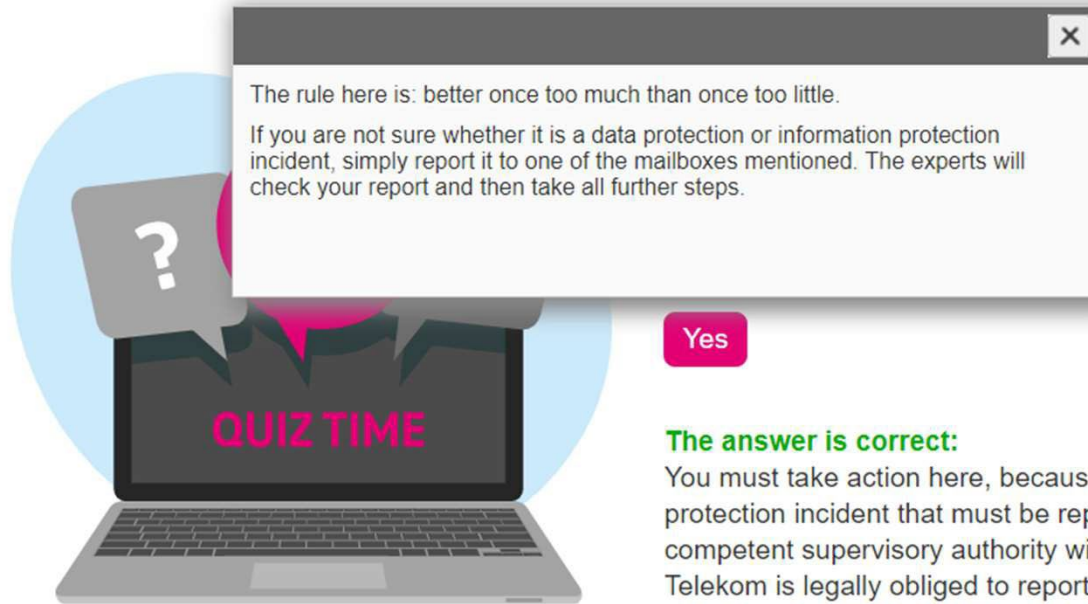 The rule here is: better once too much than once too little.
If you are not sure whether it is a data protection or information protection
incident, simply report it to one of the mailboxes mentioned. The experts will
check your report and then take all further steps.
?
QUIZ TIME
Yes
The answer is correct:
You must take action here,
protection incident that must be
competent supervisory authority
Telekom is legally obliged to report